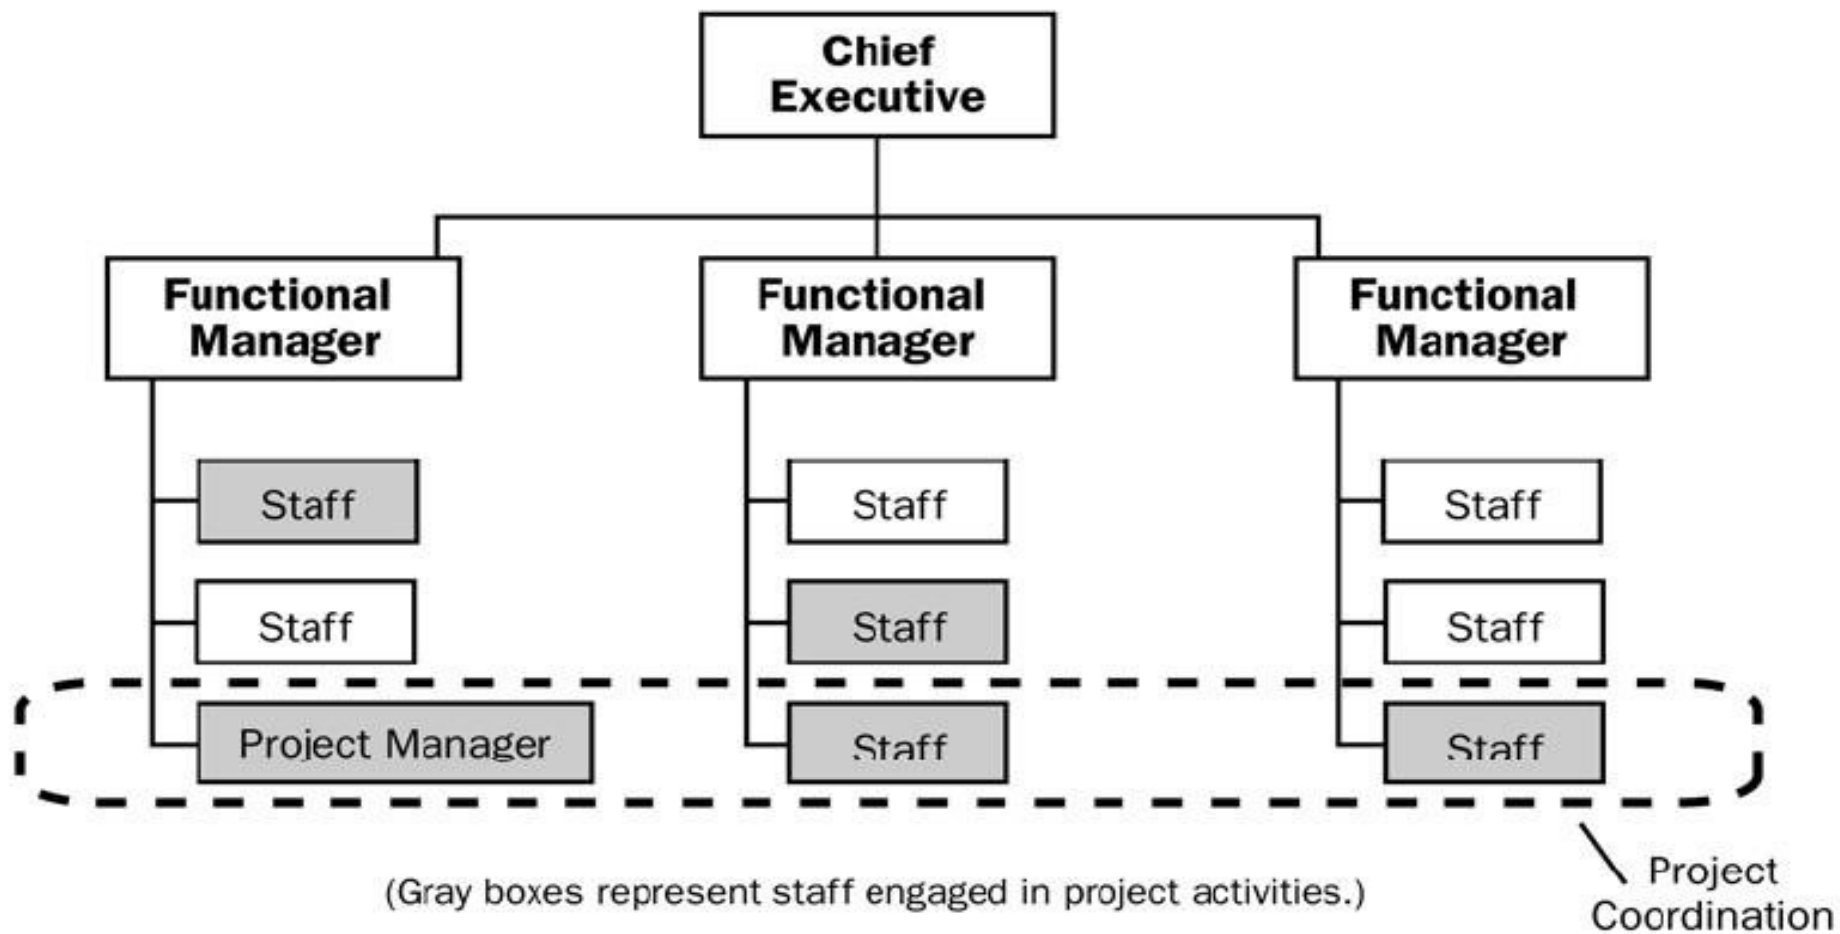 Chief
Executive
Functional
Manager
Functional
Manager
Functional
Manager
Staff
Staff
Staff
Staff
Staff
Staff
Project Manager
Staff
Staff
(Gray boxes represent staff engaged in project activities.)
Project
Coordination